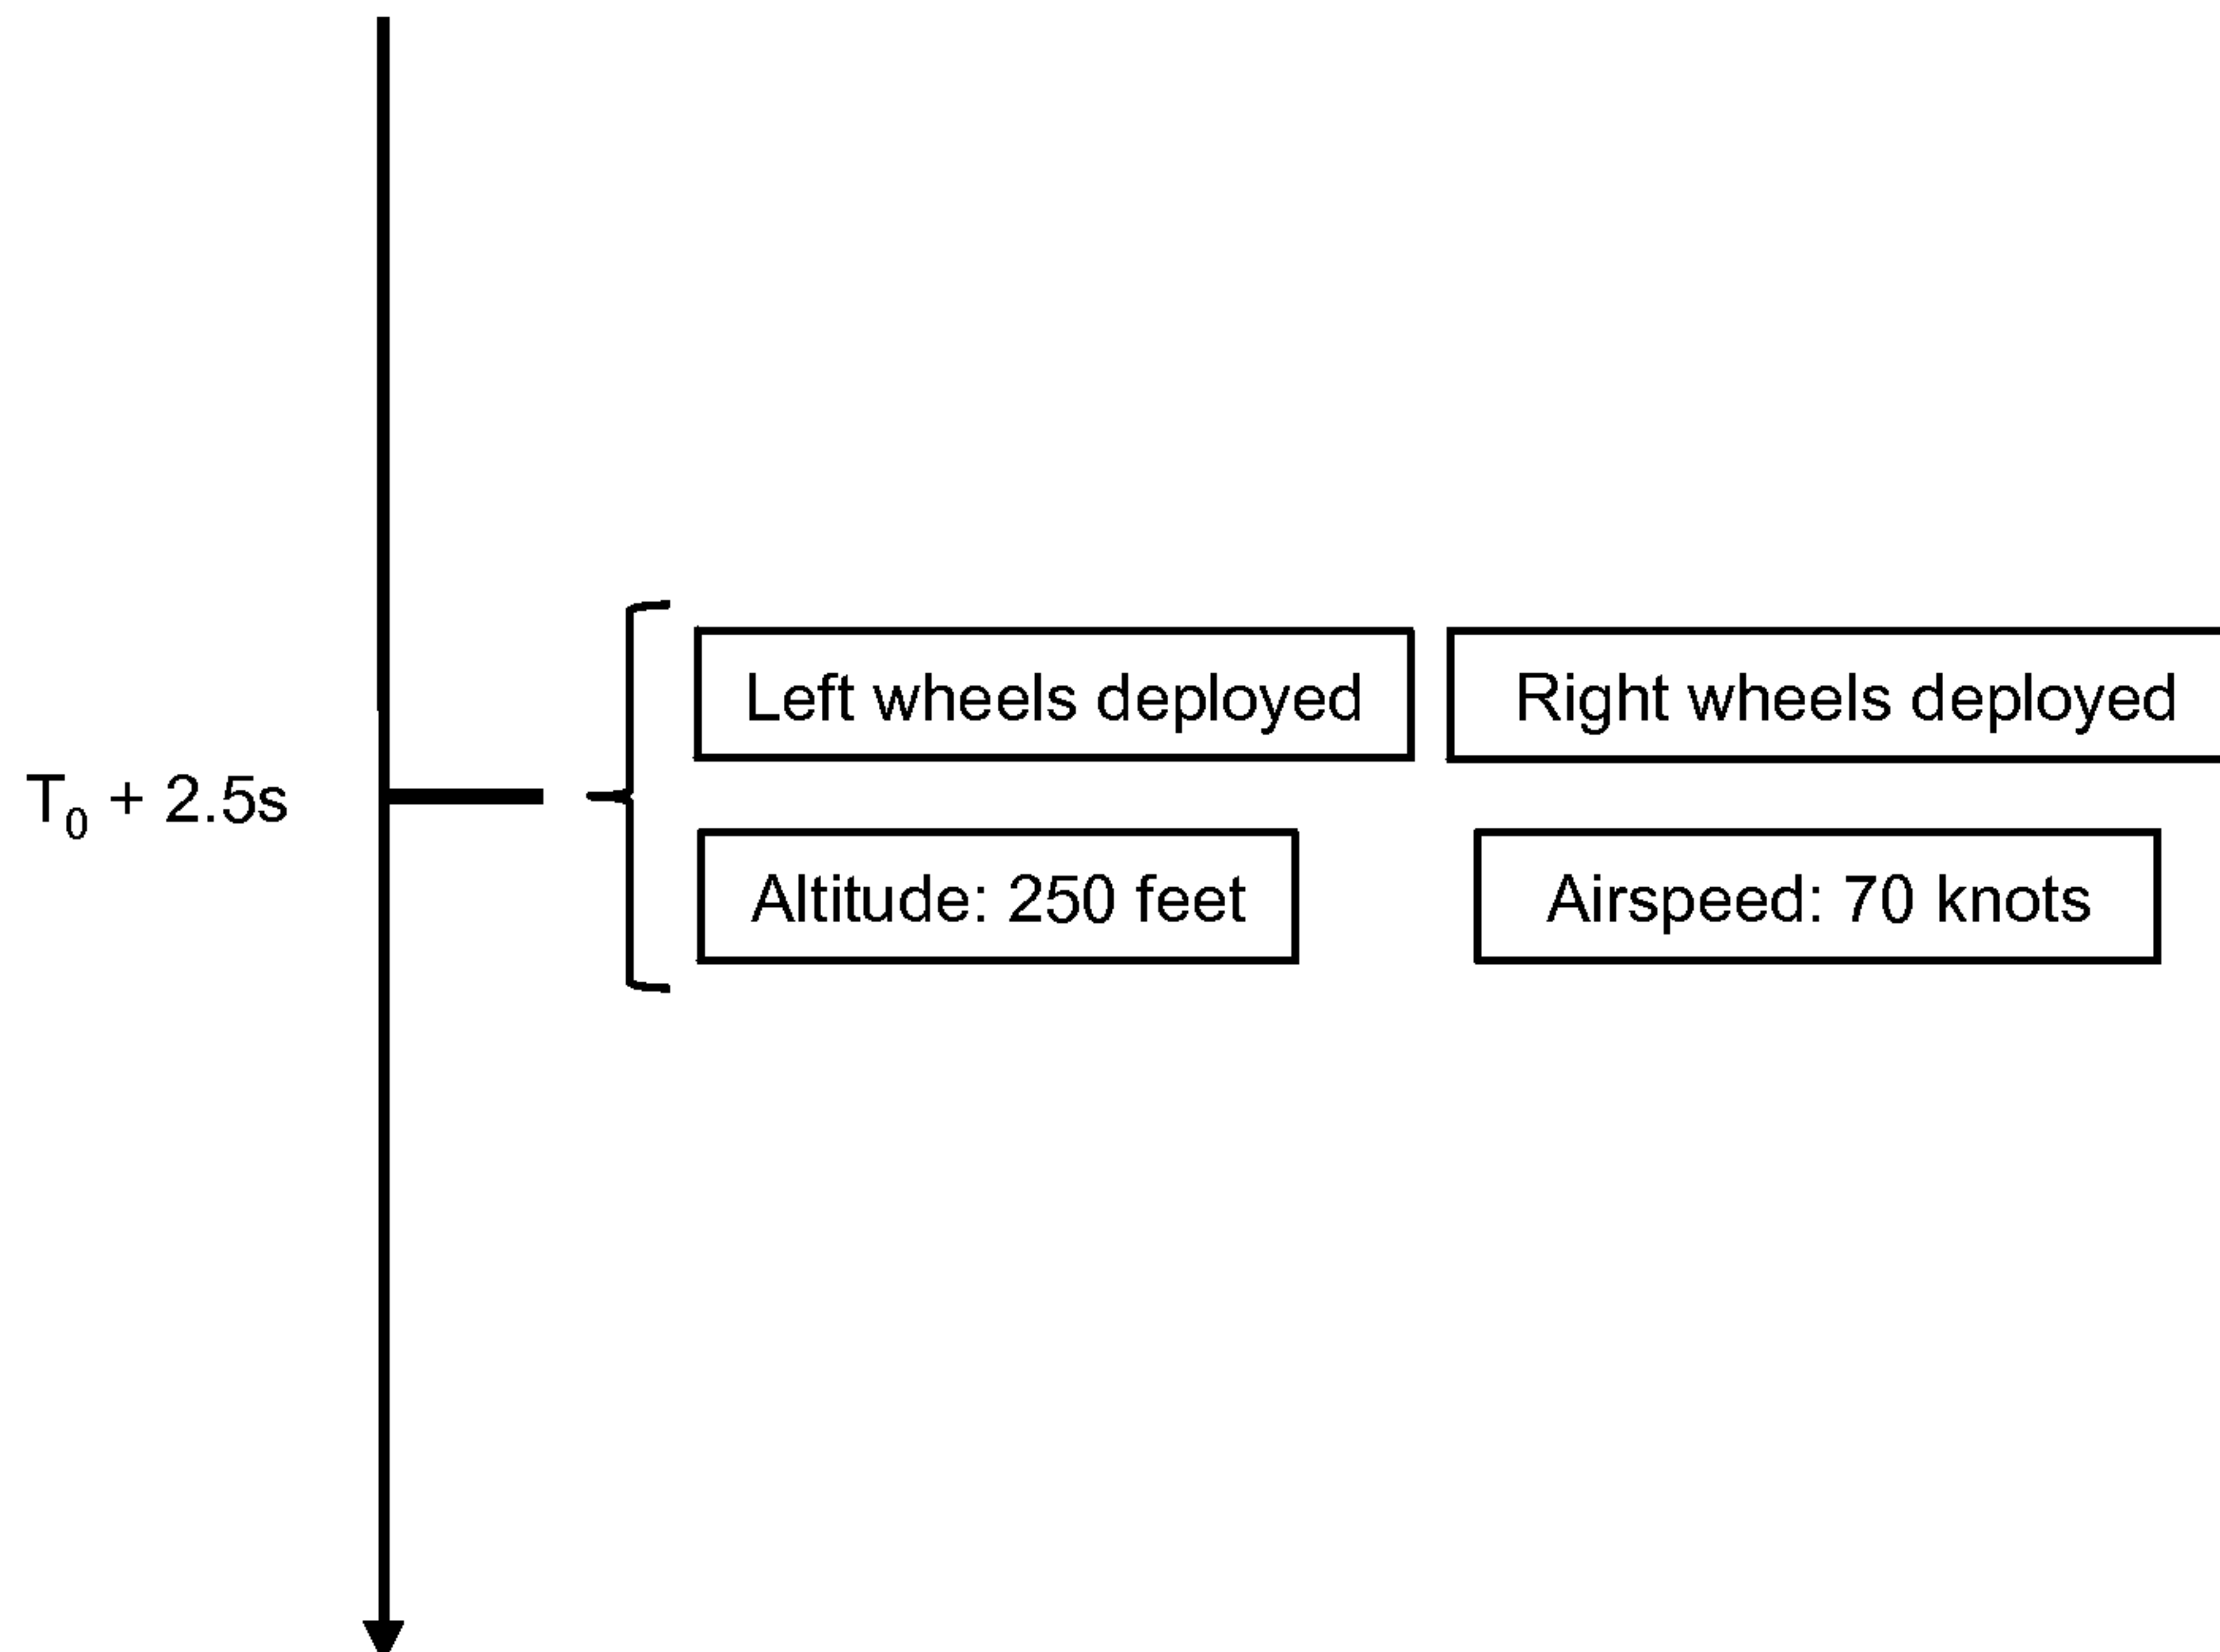 Left wheels deployed
Right wheels deployed
T₀ + 2.5s
Altitude: 250 feet
Airspeed: 70 knots